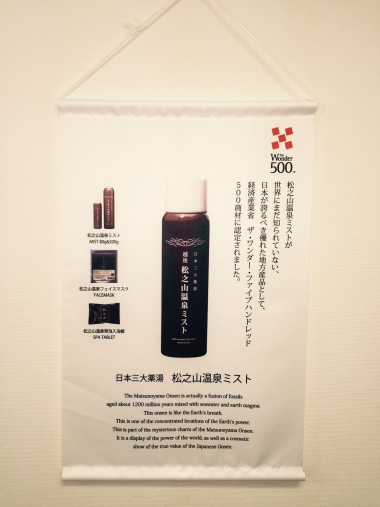 The Wonder
500
松之山温泉ミストが
世界にまだ知られていない、
日本が誇るべき優れた地方産品として、
経済産業省 ザ・ワンダー・ファイブハンドレッド
500商材に認定されました。
松之山温泉ミスト
MIST 80g&200g
松之山温泉フェイスマスク
FACEMASK
松之山温泉発泡入浴錠
SPA TABLET
日本三大薬湯
越後 松之山温泉ミスト
日本三大薬湯 松之山温泉ミスト
The Matsunoyama Onsen is actually a fusion of fossils
aged about 1200 million years mixed with seawater and earth magma.
This onsen is like the Earth's breath.
This is one of the concentrated locations of the Earth's power.
This is part of the mysterious charm of the Matsunoyama Onsen.
It is a display of the power of the world, as well as a cosmetic
show of the true value of the Japanese Onsen.